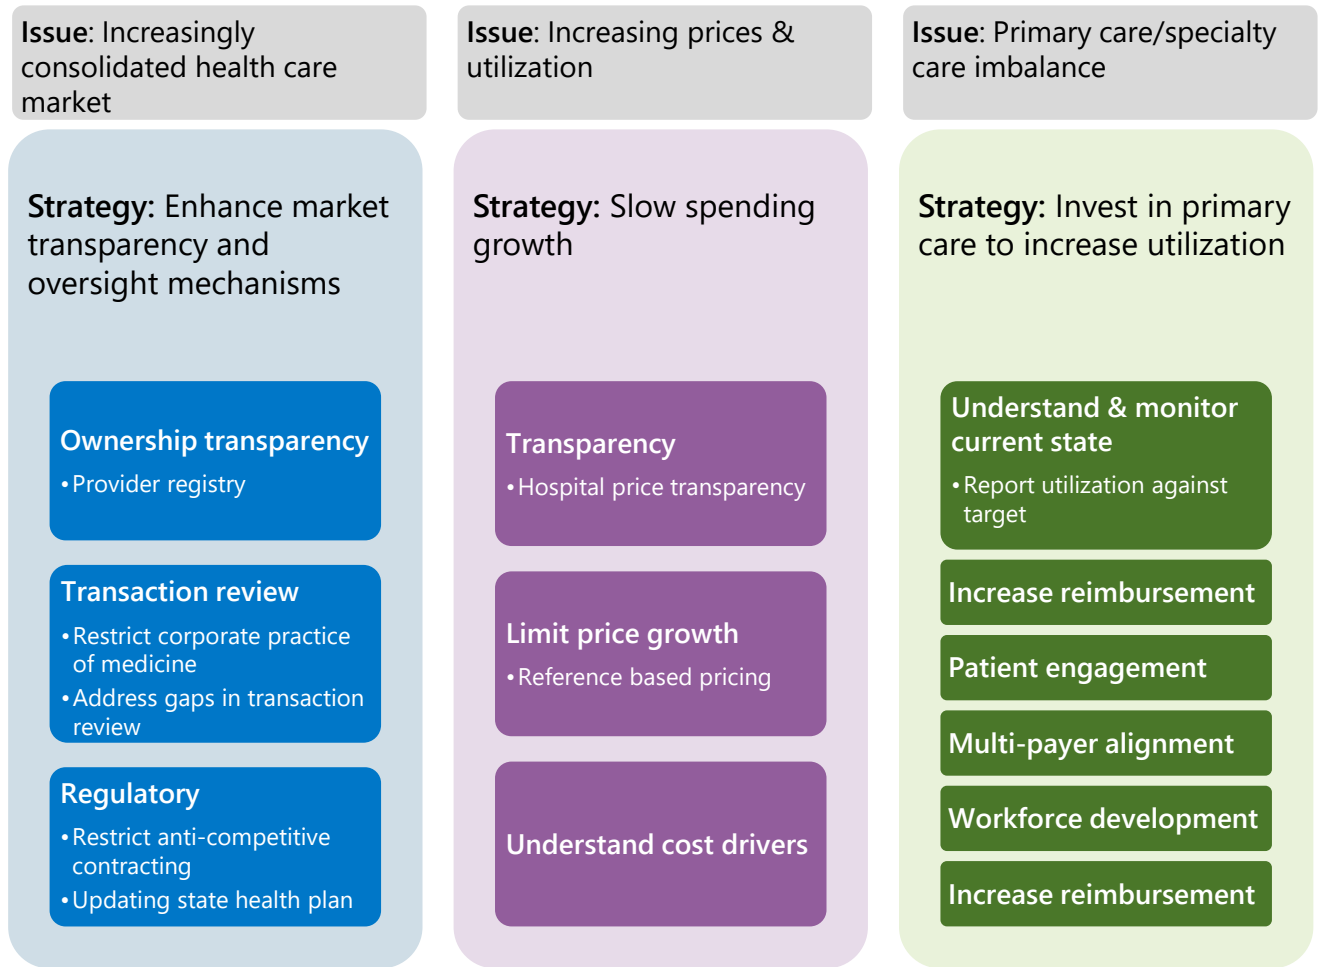 Issue: Increasingly
consolidated health care
market
Strategy: Enhance market
transparency and
oversight mechanisms
Ownership transparency
• Provider registry
Transaction review
• Restrict corporate practice
of medicine
• Address gaps in transaction
review
Regulatory
• Restrict anti-competitive
contracting
• Updating state health plan
Issue: Increasing prices &
utilization
Strategy: Slow spending
growth
Transparency
• Hospital price transparency
Limit price growth
• Reference based pricing
Understand cost drivers
Issue: Primary care/specialty
care imbalance
Strategy: Invest in primary
care to increase utilization
Understand & monitor
current state
• Report utilization against
target
Increase reimbursement
Patient engagement
Multi-payer alignment
Workforce development
Increase reimbursement